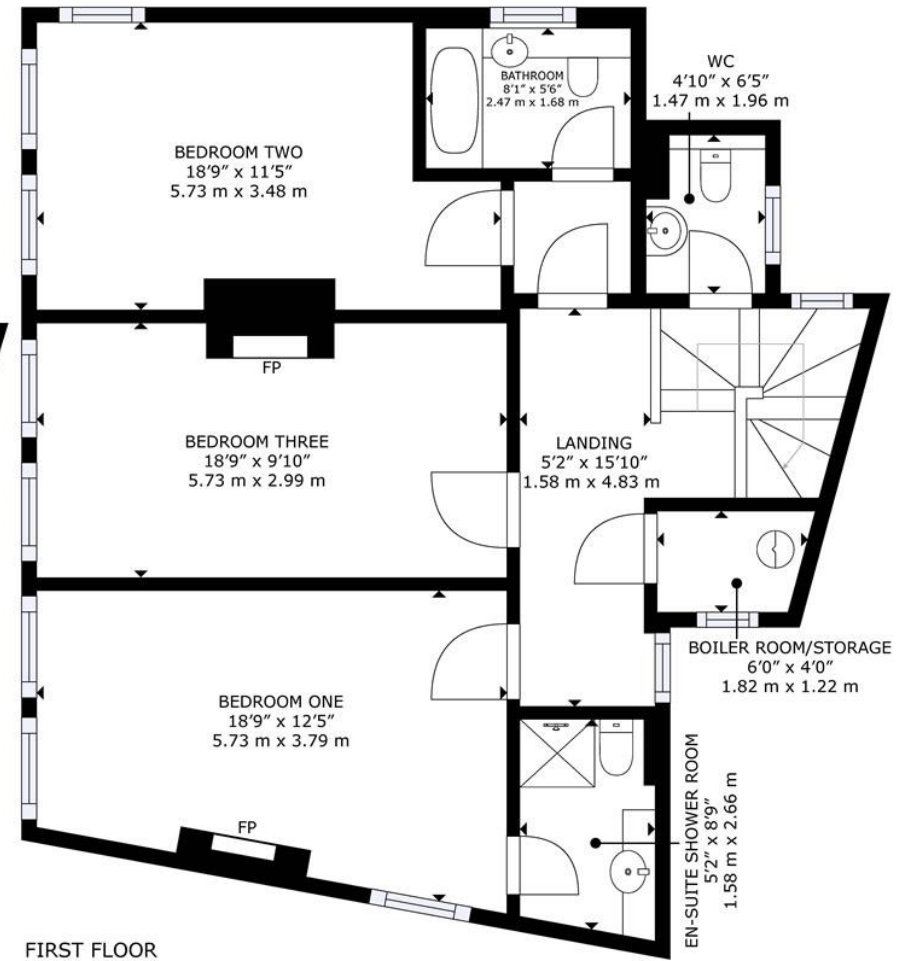 BATHROOM
8'1" x 5'6"
2.47 m x 1.68 m
WC
4'10" x 6'5"
1.47 m x 1.96 m
BEDROOM TWO
18'9" x 11'5"
5.73 m x 3.48 m
FP
BEDROOM THREE
18'9" x 9'10"
5.73 m x 2.99 m
LANDING
5'2" x 15'10"
1.58 m x 4.83 m
BOILER ROOM/STORAGE
6'0" x 4'0"
1.82 m x 1.22 m
BEDROOM ONE
18'9" x 12'5"
5.73 m x 3.79 m
FP
EN-SUITE SHOWER ROOM
5'2" x 8'9"
1.58 m x 2.66 m
FIRST FLOOR